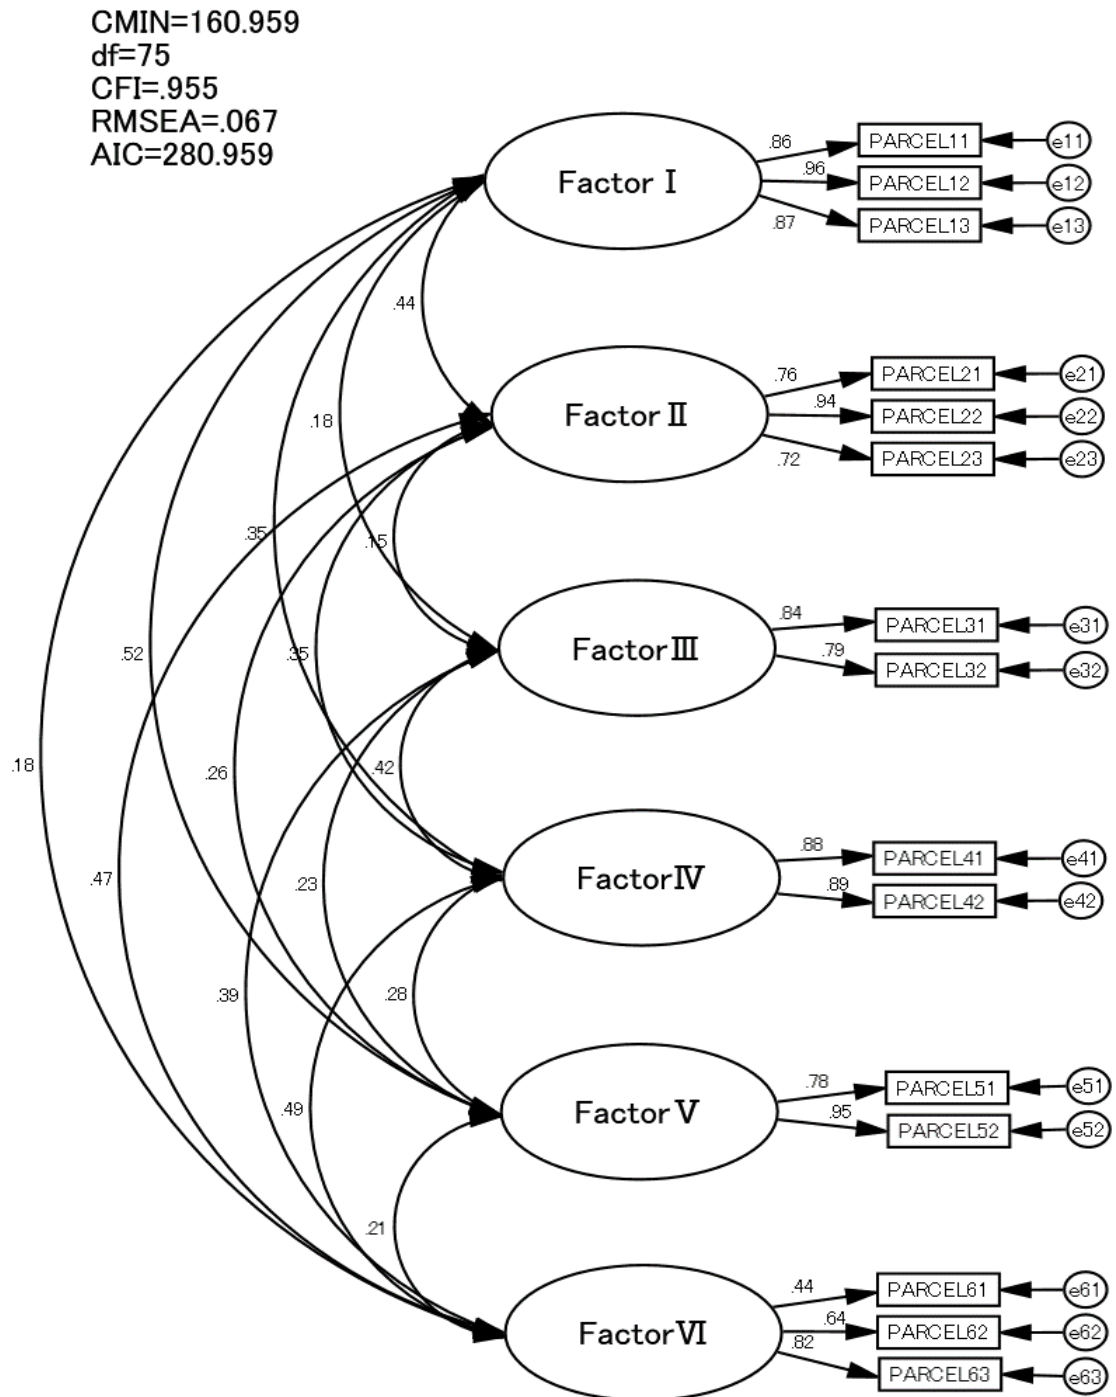 CMIN=160.959
df=75
CFI=.955
RMSEA=.067
AIC=280.959
Factor Ⅰ
.86
PARCEL11
e11
.96
PARCEL12
e12
.87
PARCEL13
e13
.44
Factor Ⅱ
.76
PARCEL21
e21
.94
PARCEL22
e22
.72
PARCEL23
e23
.18
.35
.15
Factor Ⅲ
.84
PARCEL31
e31
.79
PARCEL32
e32
.52
.35
.18
.26
.42
Factor Ⅳ
.88
PARCEL41
e41
.89
PARCEL42
e42
.47
.23
.39
.28
Factor Ⅴ
.78
PARCEL51
e51
.95
PARCEL52
e52
.49
.21
Factor Ⅵ
.44
PARCEL61
e61
.64
PARCEL62
e62
.82
PARCEL63
e63